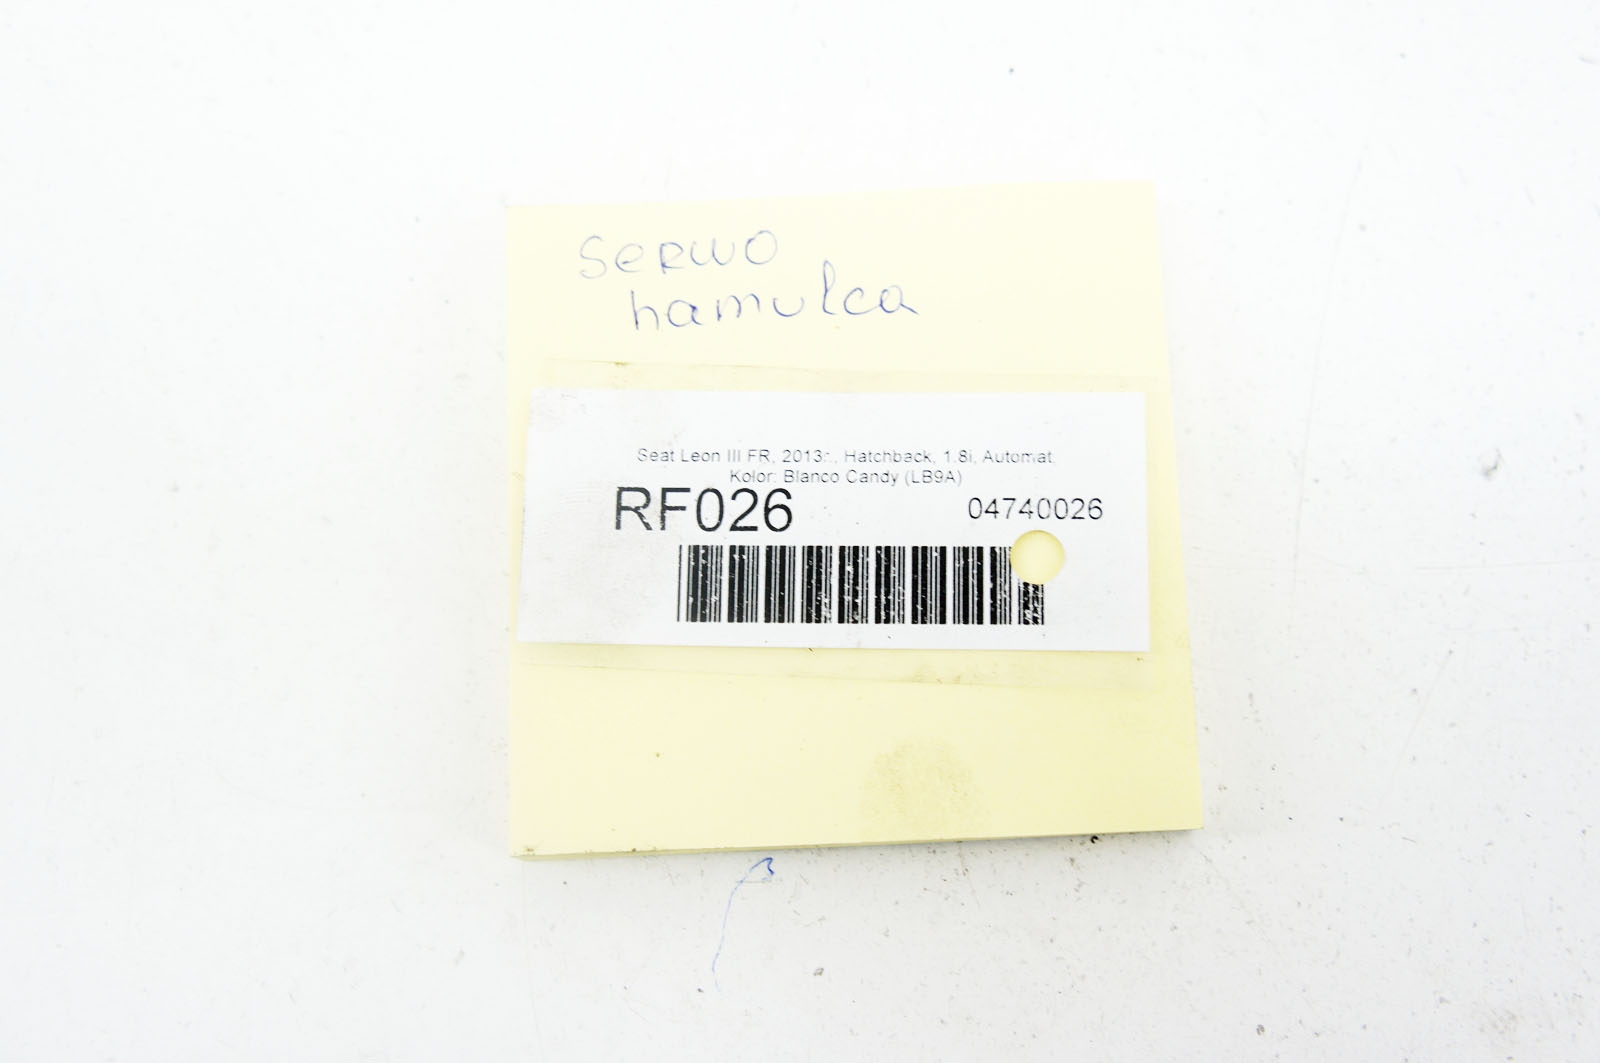 Serwo
hamulca
Seat Leon III FR, 2013r., Hatchback, 1.8i, Automat.
Kolor: Blanco Candy (LB9A)
RF026 04740026